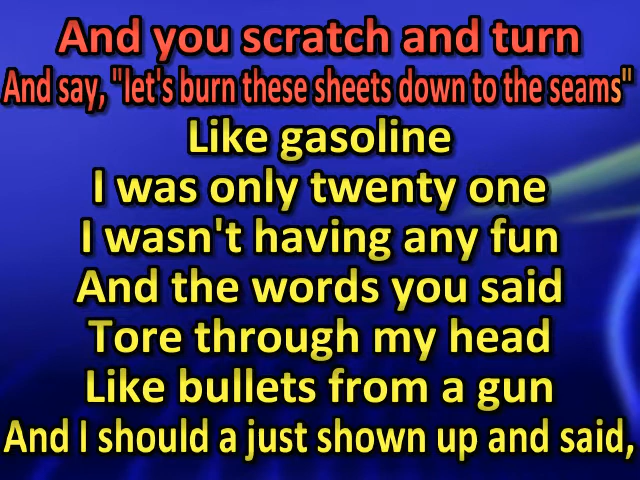 And you scratch and turn
And say, "let's burn these sheets down to the seams"
Like gasoline
I was only twenty one
I wasn't having any fun
And the words you said
Tore through my head
Like bullets from a gun
And I should a just shown up and said,